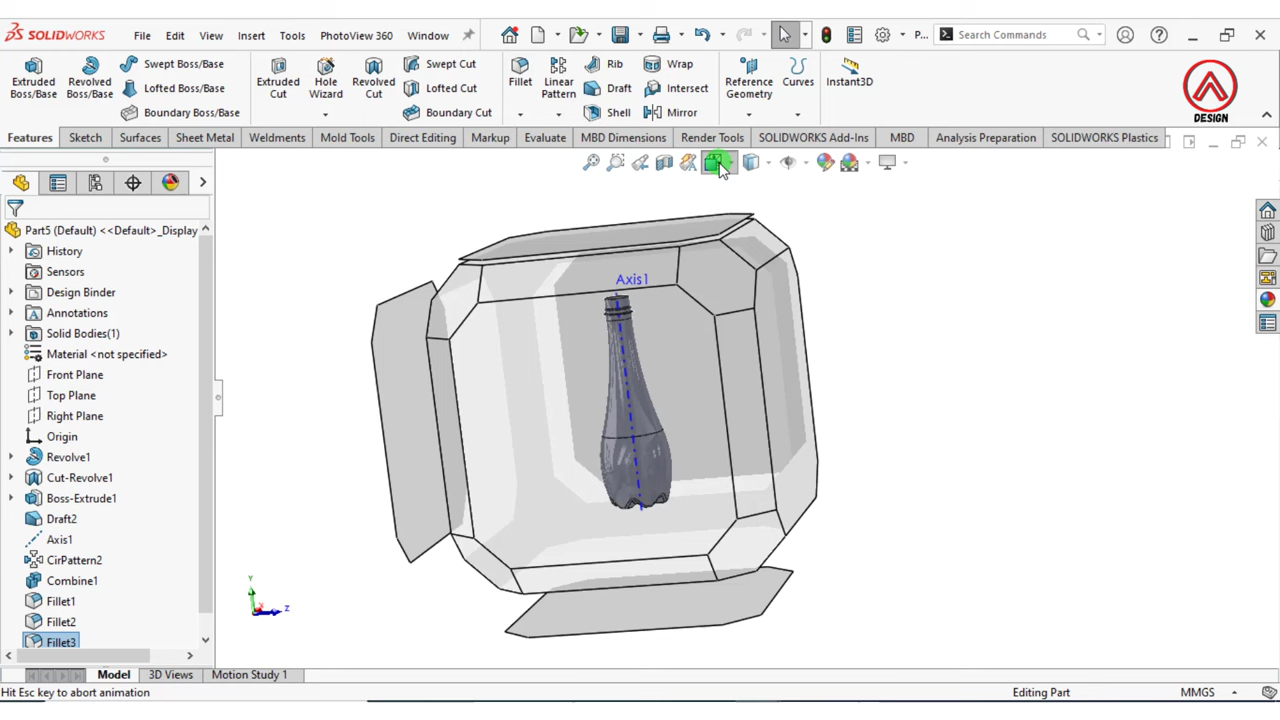 SOLIDWORKS File Edit View Insert Tools PhotoView 360 Window P... Search Commands
Extruded Boss/Base
Revolved Boss/Base
Swept Boss/Base
Lofted Boss/Base
Boundary Boss/Base
Extruded Cut
Hole Wizard
Revolved Cut
Swept Cut
Lofted Cut
Boundary Cut
Fillet
Linear Pattern
Rib
Draft
Shell
Wrap
Intersect
Mirror
Reference Geometry
Curves
Instant3D
DESIGN
Features Sketch Surfaces Sheet Metal Weldments Mold Tools Direct Editing Markup Evaluate MBD Dimensions Render Tools SOLIDWORKS Add-Ins MBD Analysis Preparation SOLIDWORKS Plastics
Part5 (Default) <<Default>_Display
History
Sensors
Design Binder
Annotations
Solid Bodies(1)
Material <not specified>
Front Plane
Top Plane
Right Plane
Origin
Revolve1
Cut-Revolve1
Boss-Extrude1
Draft2
Axis1
CirPattern2
Combine1
Fillet1
Fillet2
Fillet3
Axis1
Y
X
Z
Model 3D Views Motion Study 1
Hit Esc key to abort animation Editing Part MMGS